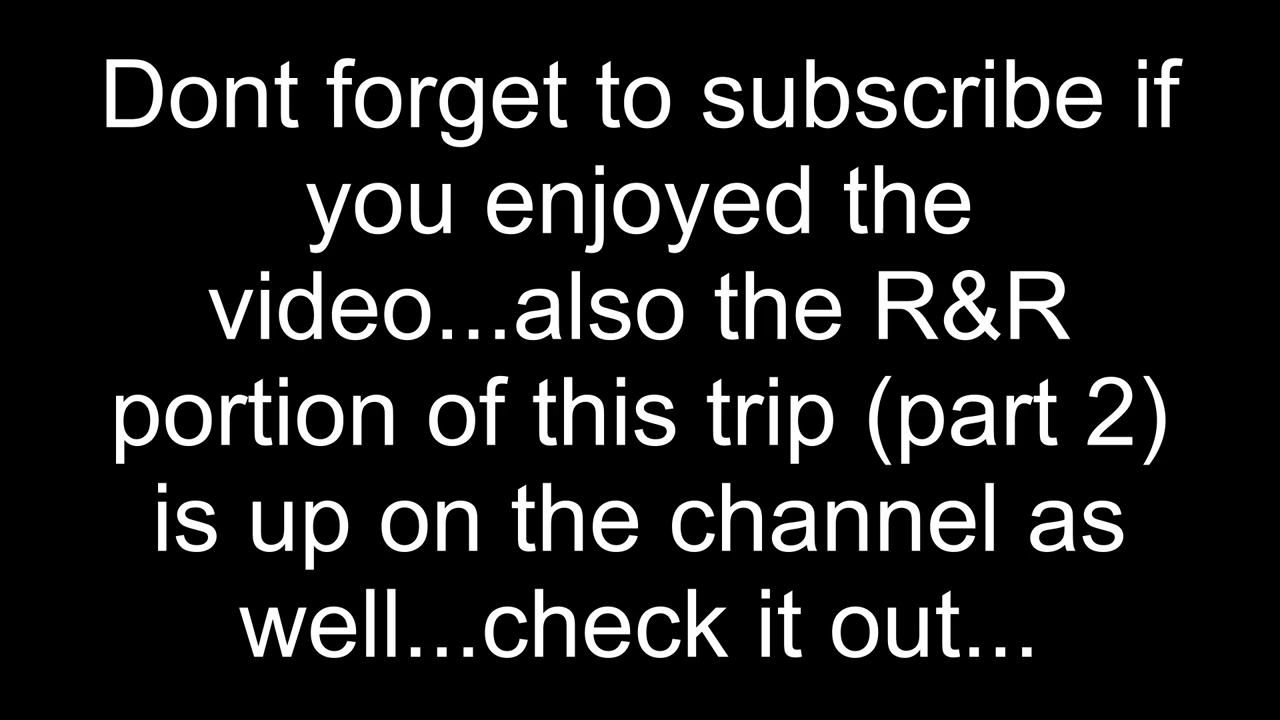 Dont forget to subscribe if
you enjoyed the
video...also the R&R
portion of this trip (part 2)
is up on the channel as
well...check it out...